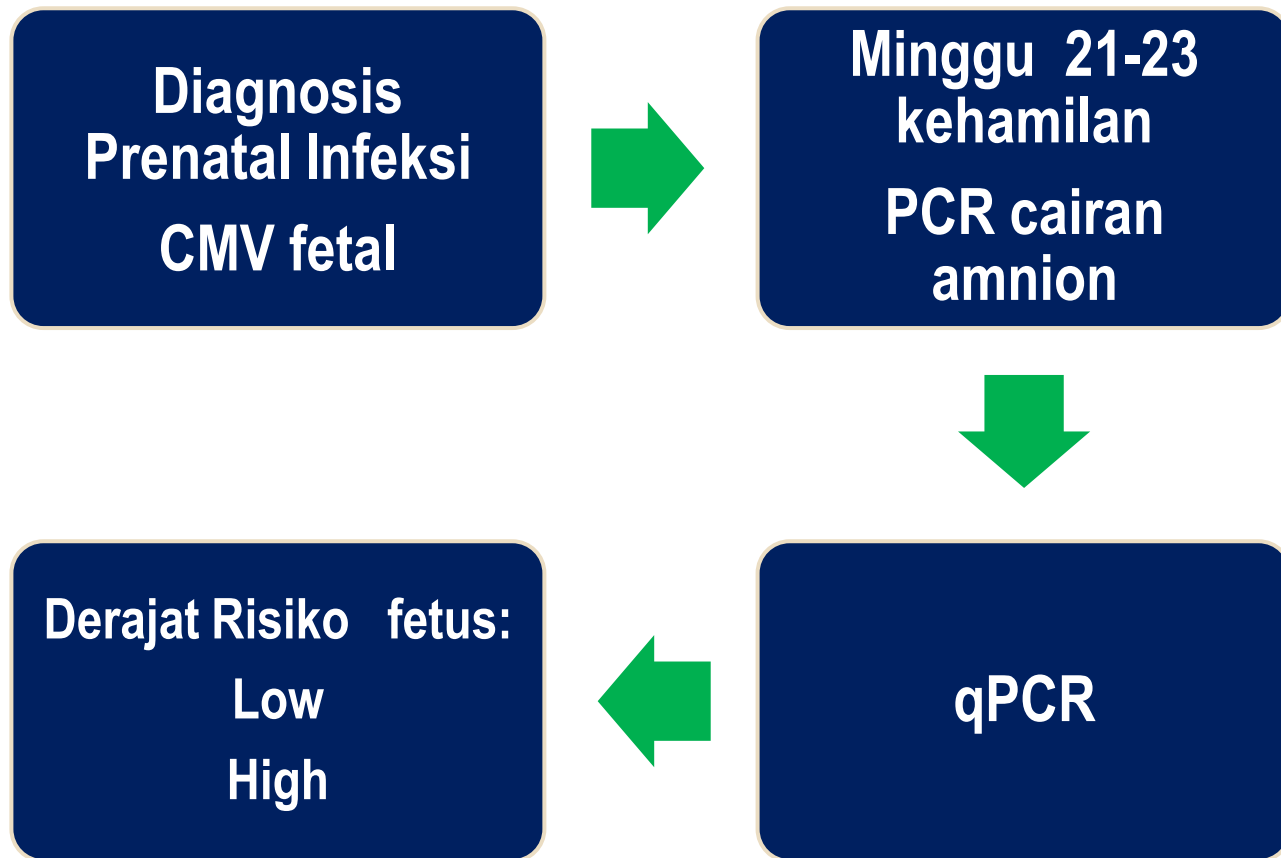 Diagnosis
Prenatal Infeksi
CMV fetal
Minggu 21-23
kehamilan
PCR cairan
amnion
qPCR
Derajat Risiko fetus:
Low
High